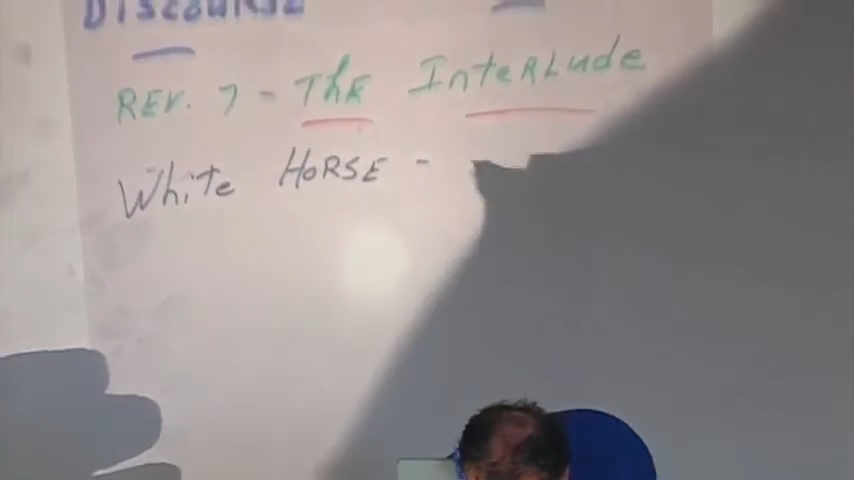 DISCOURSE
REV. 7 - The InteRLude
White HORSE -